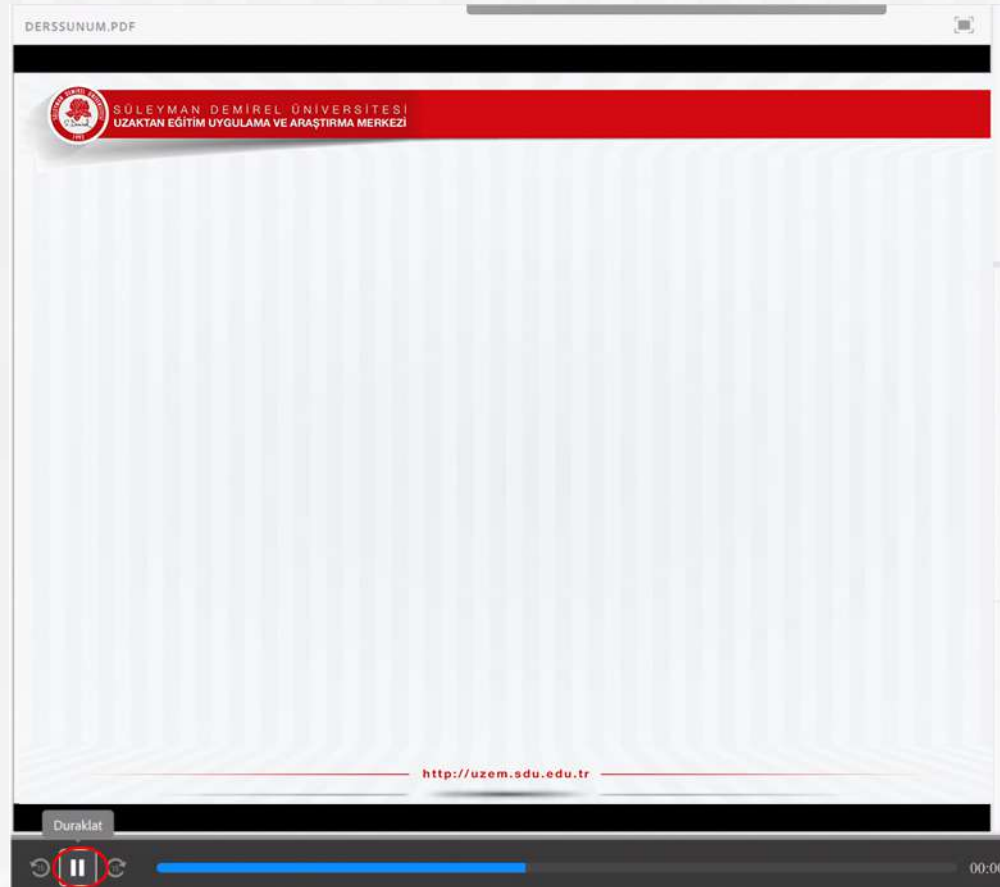 DERSSUNUM.PDF
SÜLEYMAN DEMİREL ÜNİVERSİTESİ
UZAKTAN EĞİTİM UYGULAMA VE ARAŞTIRMA MERKEZİ
http://uzem.sdu.edu.tr
Duraklat